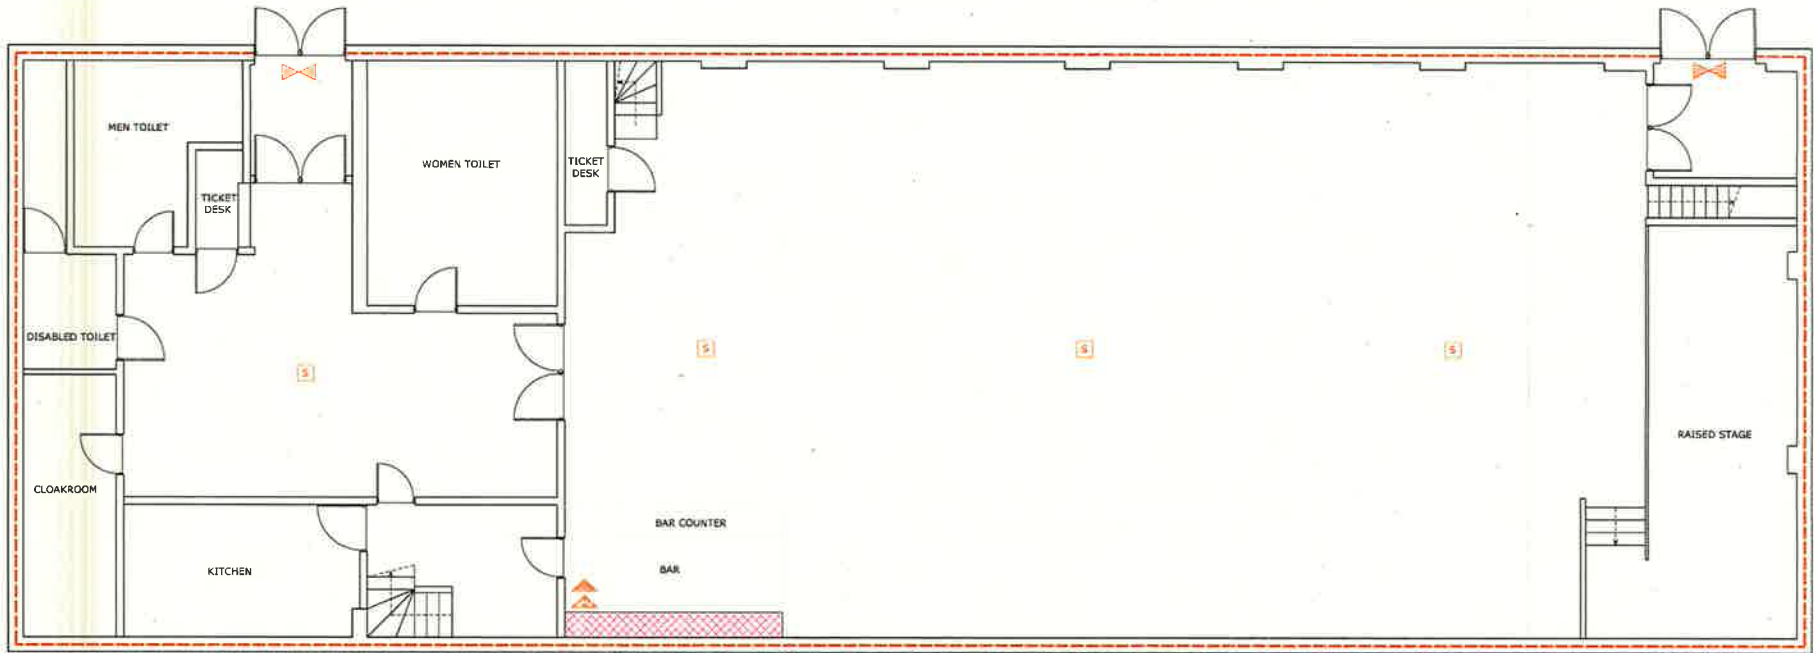 MEN TOILET
WOMEN TOILET
TICKET
DESK
TICKET
DESK
DISABLED TOILET
S
S
S
S
RAISED STAGE
CLOAKROOM
BAR COUNTER
BAR
KITCHEN